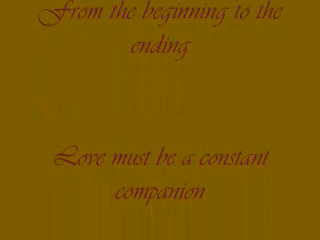 From the beginning to the
ending
Love must be a constant
companion